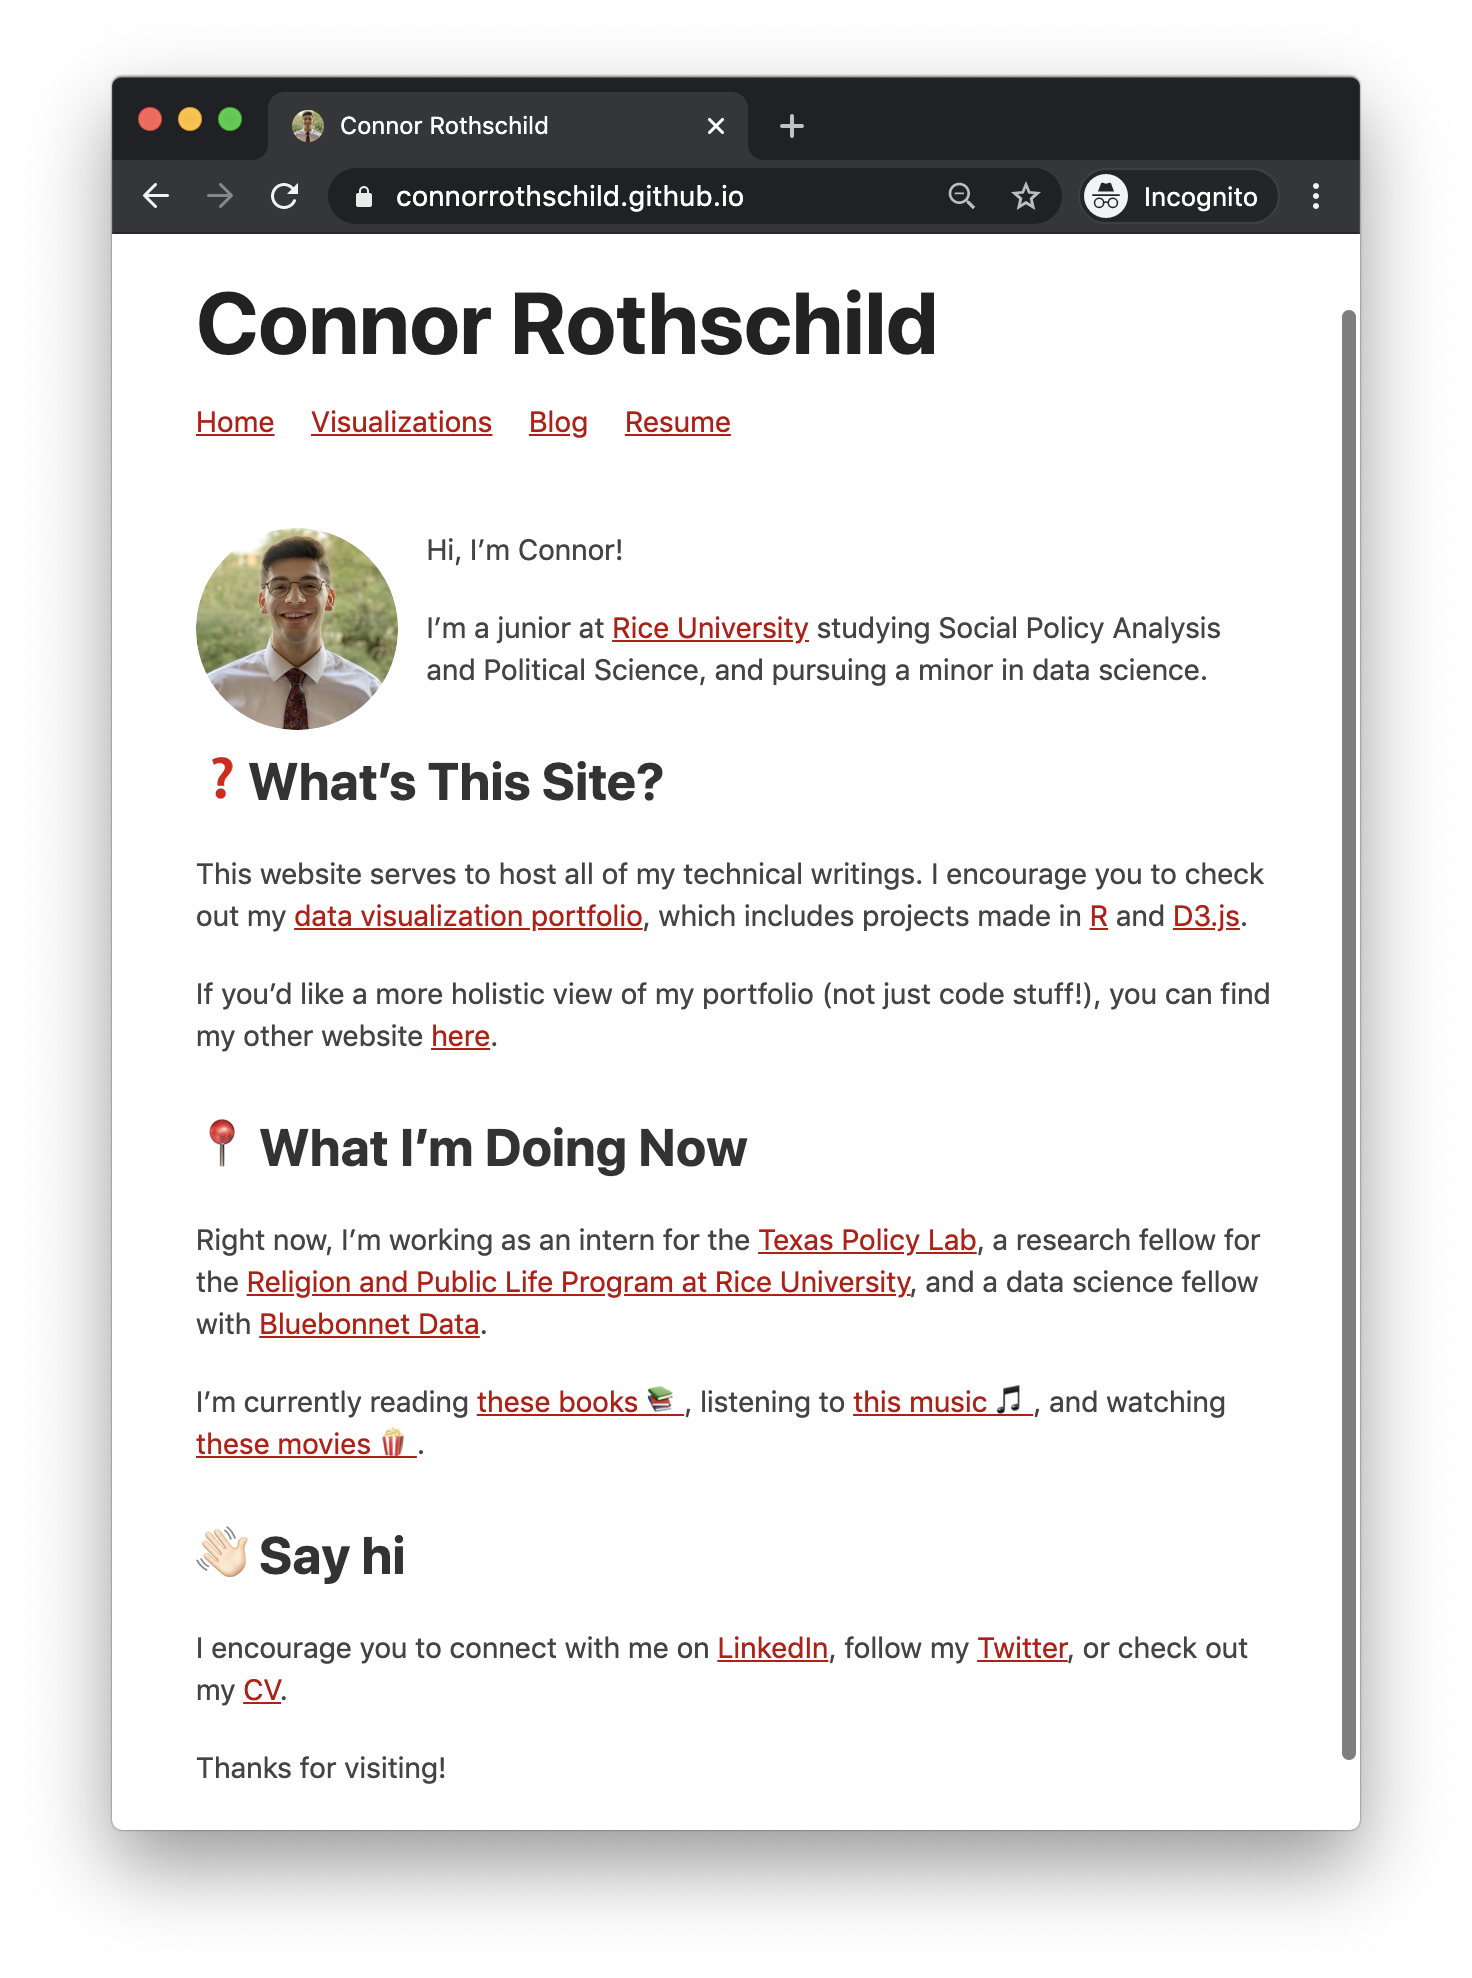 Connor Rothschild
connorrothschild.github.io
Incognito
Connor Rothschild
Home Visualizations Blog Resume
Hi, I’m Connor!
I’m a junior at Rice University studying Social Policy Analysis
and Political Science, and pursuing a minor in data science.
❓What’s This Site?
This website serves to host all of my technical writings. I encourage you to check
out my data visualization portfolio, which includes projects made in R and D3.js.
If you’d like a more holistic view of my portfolio (not just code stuff!), you can find
my other website here.
📍 What I’m Doing Now
Right now, I’m working as an intern for the Texas Policy Lab, a research fellow for
the Religion and Public Life Program at Rice University, and a data science fellow
with Bluebonnet Data.
I’m currently reading these books 📚 , listening to this music 🎵 , and watching
these movies 🍿 .
👋🏻 Say hi
I encourage you to connect with me on LinkedIn, follow my Twitter, or check out
my CV.
Thanks for visiting!